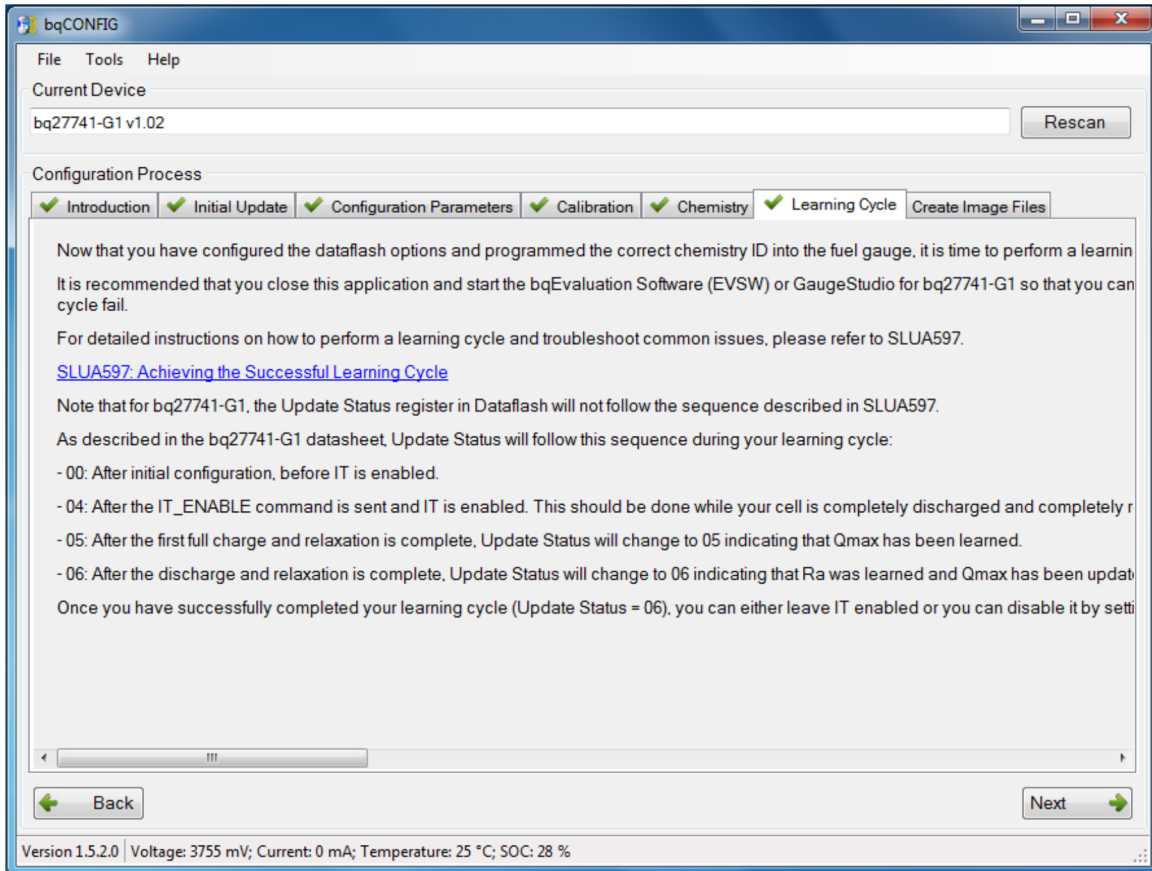 bqCONFIG
File Tools Help
Current Device
bq27741-G1 v1.02
Rescan
Configuration Process
Introduction Initial Update Configuration Parameters Calibration Chemistry Learning Cycle Create Image Files
Now that you have configured the dataflash options and programmed the correct chemistry ID into the fuel gauge, it is time to perform a learnin
It is recommended that you close this application and start the bqEvaluation Software (EVSW) or GaugeStudio for bq27741-G1 so that you can
cycle fail.
For detailed instructions on how to perform a learning cycle and troubleshoot common issues, please refer to SLUA597.
SLUA597: Achieving the Successful Learning Cycle
Note that for bq27741-G1, the Update Status register in Dataflash will not follow the sequence described in SLUA597.
As described in the bq27741-G1 datasheet, Update Status will follow this sequence during your learning cycle:
- 00: After initial configuration, before IT is enabled.
- 04: After the IT_ENABLE command is sent and IT is enabled. This should be done while your cell is completely discharged and completely r
- 05: After the first full charge and relaxation is complete, Update Status will change to 05 indicating that Qmax has been learned.
- 06: After the discharge and relaxation is complete, Update Status will change to 06 indicating that Ra was learned and Qmax has been updat
Once you have successfully completed your learning cycle (Update Status = 06), you can either leave IT enabled or you can disable it by setti
Back
Next
Version 1.5.2.0 Voltage: 3755 mV; Current: 0 mA; Temperature: 25 °C; SOC: 28 %